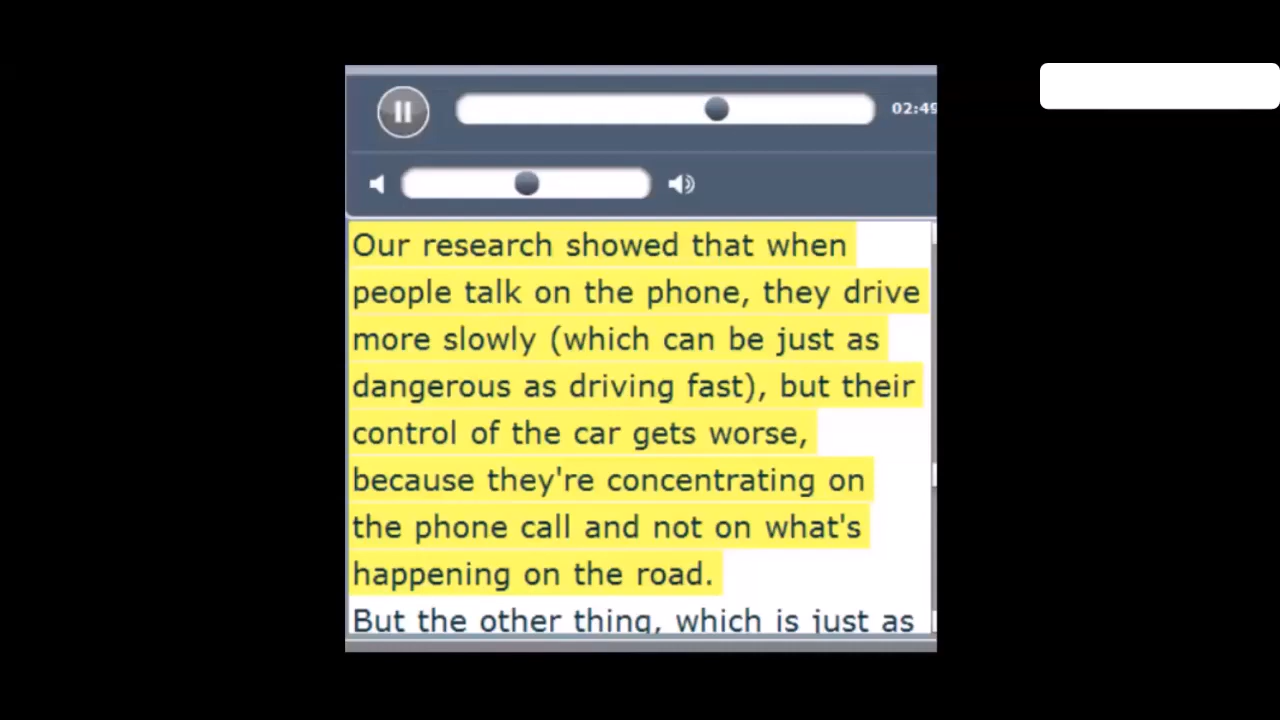 02:49
Our research showed that when
people talk on the phone, they drive
more slowly (which can be just as
dangerous as driving fast), but their
control of the car gets worse,
because they're concentrating on
the phone call and not on what's
happening on the road.
But the other thing, which is just as